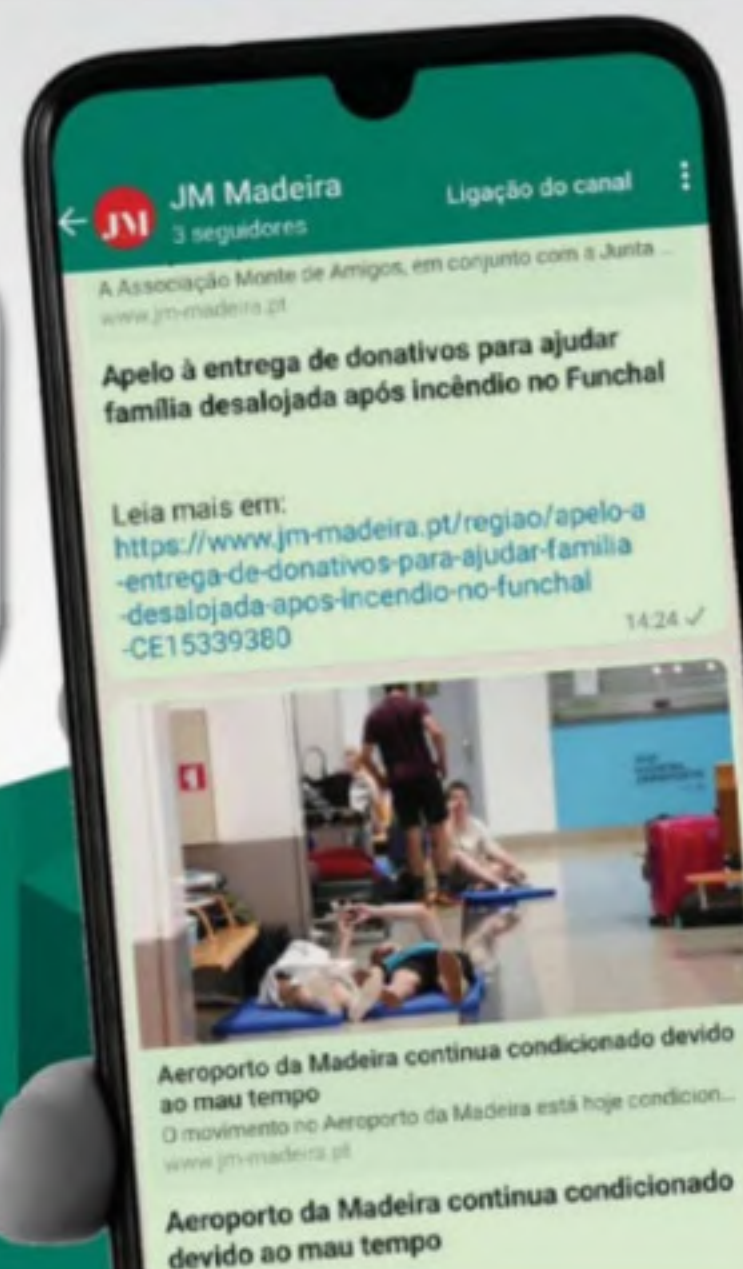 JM
JM Madeira
3 seguidores
Ligação do canal
A Associação Monte de Amigos, em conjunto com a Junta ...
www.jm-madeira.pt
Apelo à entrega de donativos para ajudar
família desalojada após incêndio no Funchal
Leia mais em:
https://www.jm-madeira.pt/regiao/apelo-a
-entrega-de-donativos-para-ajudar-familia
-desalojada-apos-incendio-no-funchal
-CE15339380
14:24
Aeroporto da Madeira continua condicionado devido
ao mau tempo
O movimento no Aeroporto da Madeira está hoje condicion...
www.jm-madeira.pt
Aeroporto da Madeira continua condicionado
devido ao mau tempo